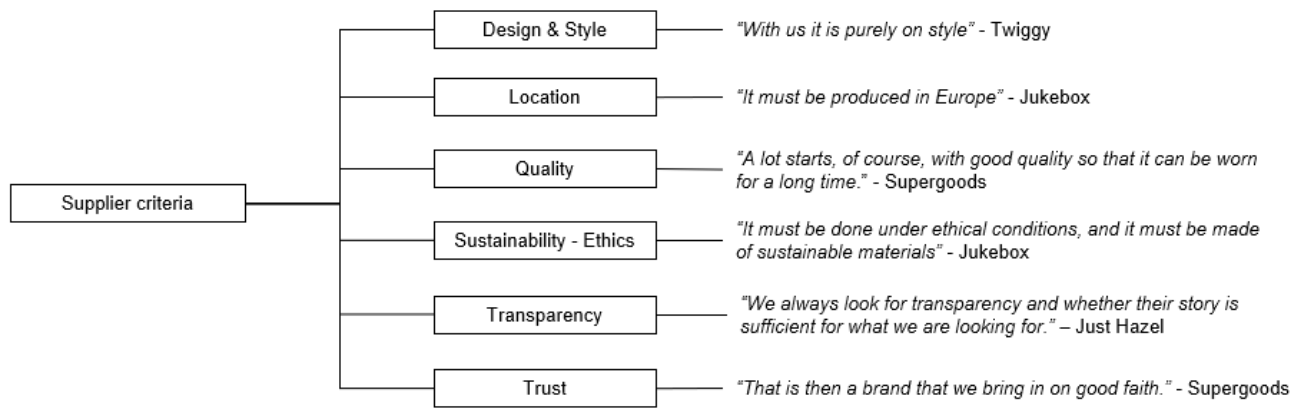 Supplier criteria
Design & Style
“With us it is purely on style” - Twiggy
Location
“It must be produced in Europe” - Jukebox
Quality
“A lot starts, of course, with good quality so that it can be worn
for a long time.” - Supergoods
Sustainability - Ethics
“It must be done under ethical conditions, and it must be made
of sustainable materials” - Jukebox
Transparency
“We always look for transparency and whether their story is
sufficient for what we are looking for.” – Just Hazel
Trust
“That is then a brand that we bring in on good faith.” - Supergoods